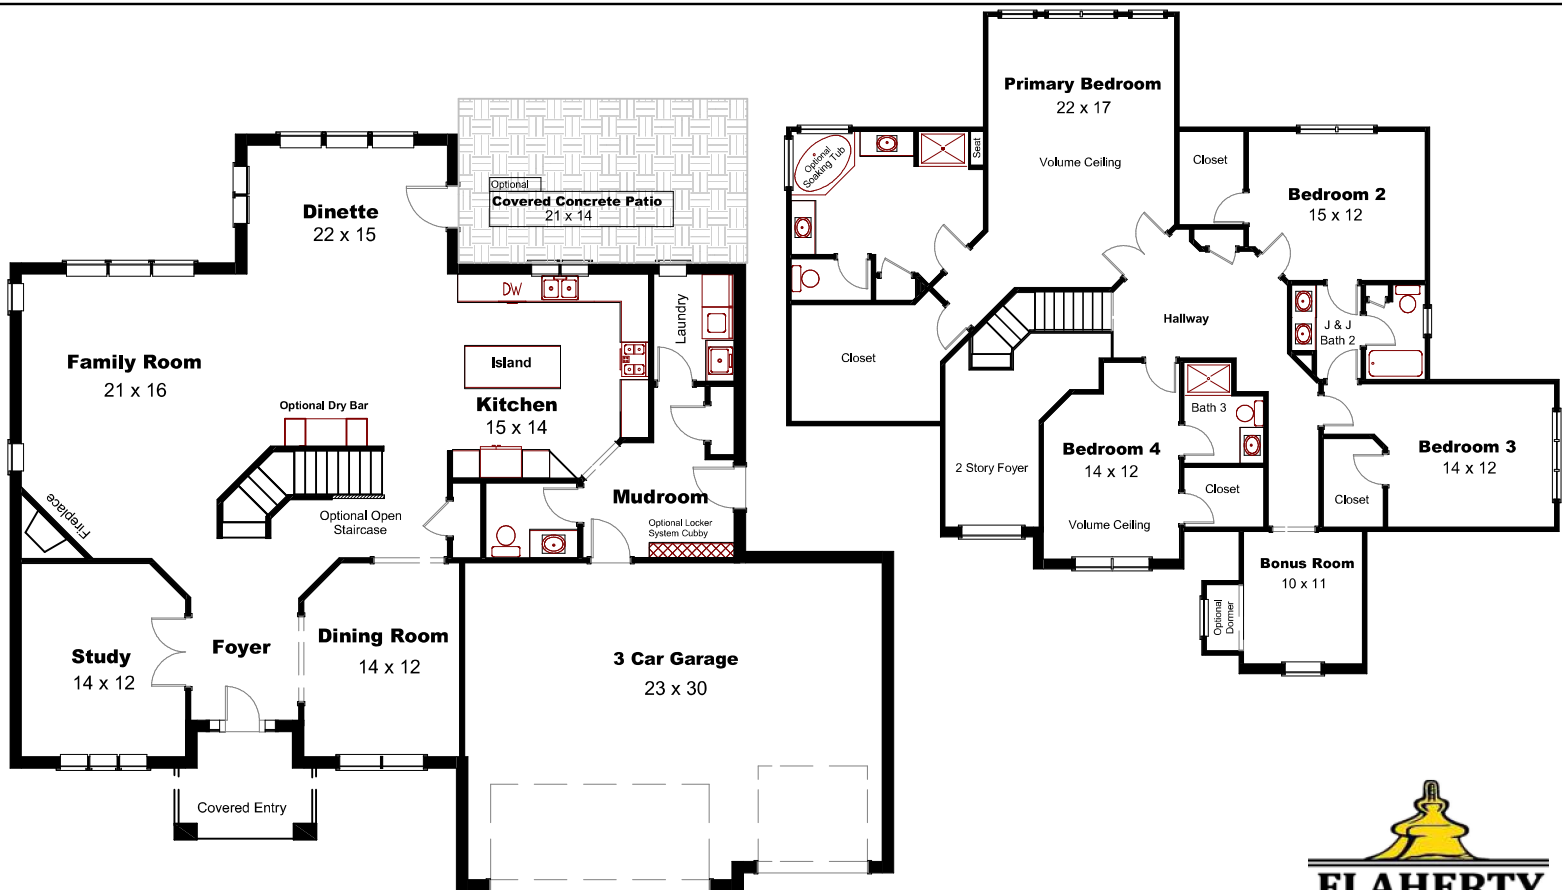 Dinette
22 x 15
Optional
Covered Concrete Patio
21 x 14
DW
Laundry
Family Room
21 x 16
Island
Kitchen
15 x 14
Optional Dry Bar
Fireplace
Optional Open
Staircase
Mudroom
Optional Locker
System Cubby
Study
14 x 12
Foyer
Dining Room
14 x 12
3 Car Garage
23 x 30
Covered Entry
Primary Bedroom
22 x 17
Volume Ceiling
Optional
Soaking Tub
Seat
Closet
Bedroom 2
15 x 12
Closet
Hallway
J & J
Bath 2
Bath 3
2 Story Foyer
Bedroom 4
14 x 12
Volume Ceiling
Closet
Bedroom 3
14 x 12
Closet
Bonus Room
10 x 11
Optional
Dormer
FLAHERTY